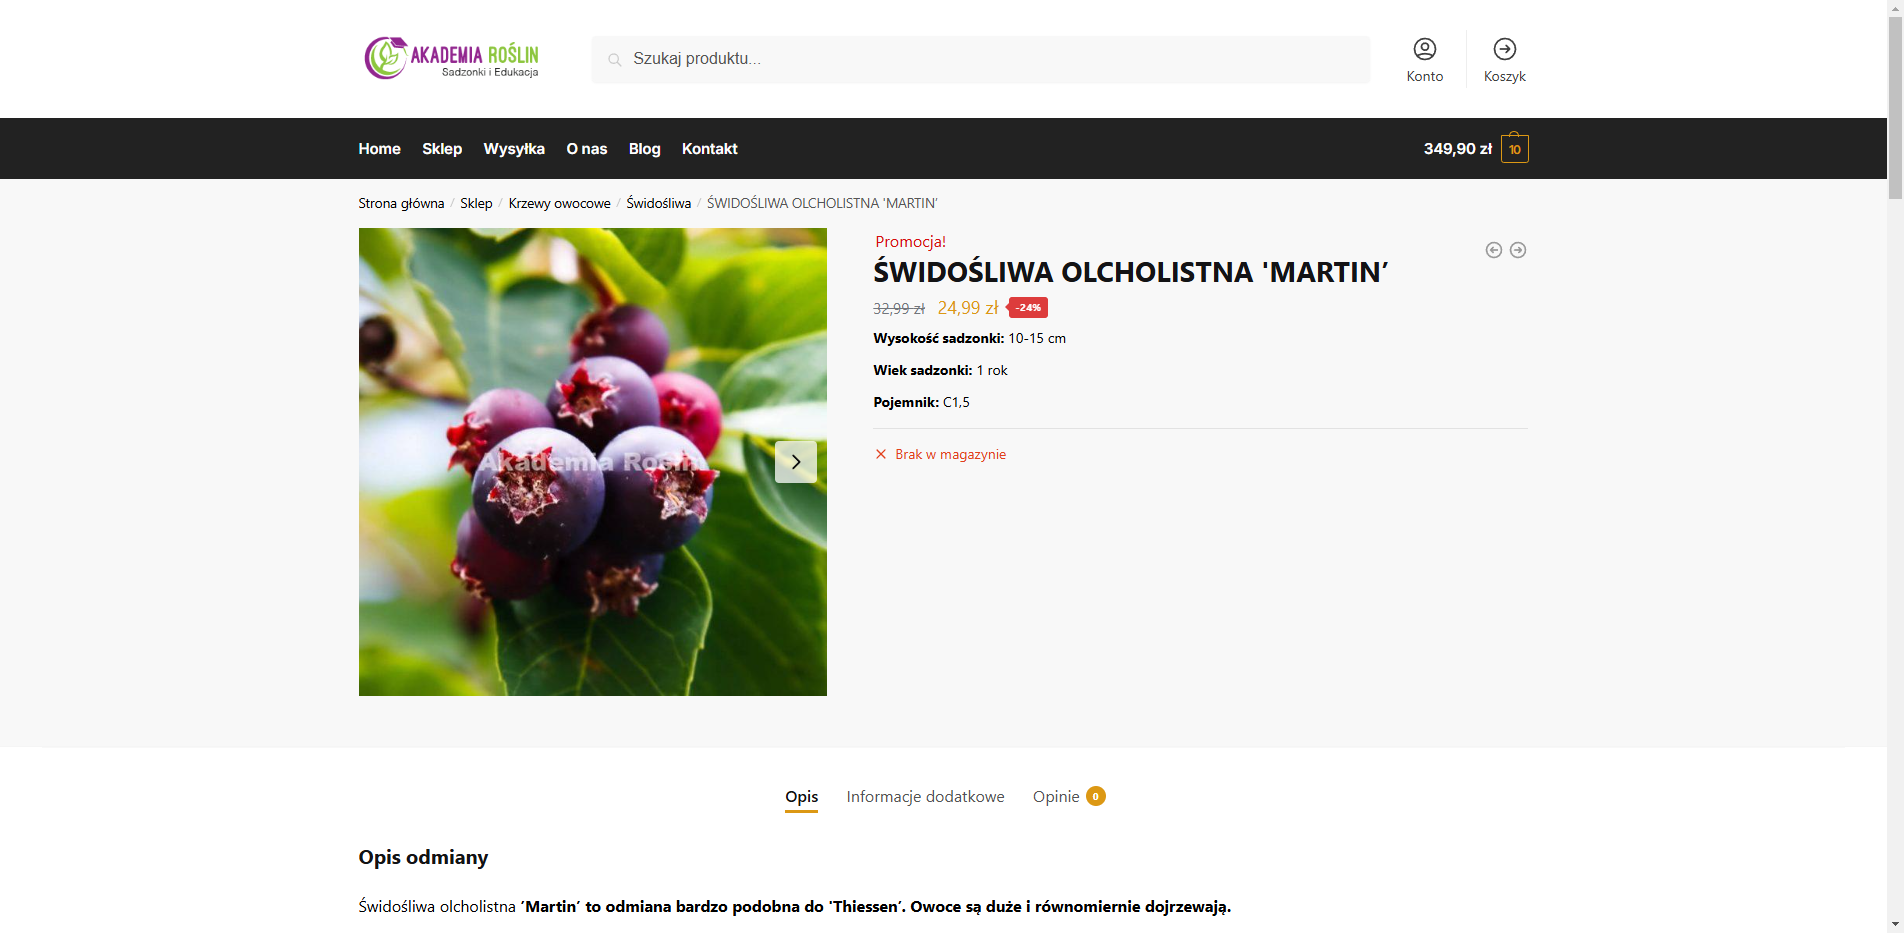 AKADEMIA ROŚLIN
Sadzonki i Edukacja
Szukaj produktu...
Konto
Koszyk
Home Sklep Wysyłka O nas Blog Kontakt
349,90 zł 10
Strona główna / Sklep / Krzewy owocowe / Świdośliwa / ŚWIDOŚLIWA OLCHOLISTNA 'MARTIN’
Promocja!
ŚWIDOŚLIWA OLCHOLISTNA 'MARTIN’
32,99 zł 24,99 zł -24%
Wysokość sadzonki: 10-15 cm
Wiek sadzonki: 1 rok
Pojemnik: C1,5
Brak w magazynie
Akademia Roślin
Opis Informacje dodatkowe Opinie 0
Opis odmiany
Świdośliwa olcholistna ’Martin’ to odmiana bardzo podobna do 'Thiessen’. Owoce są duże i równomiernie dojrzewają.